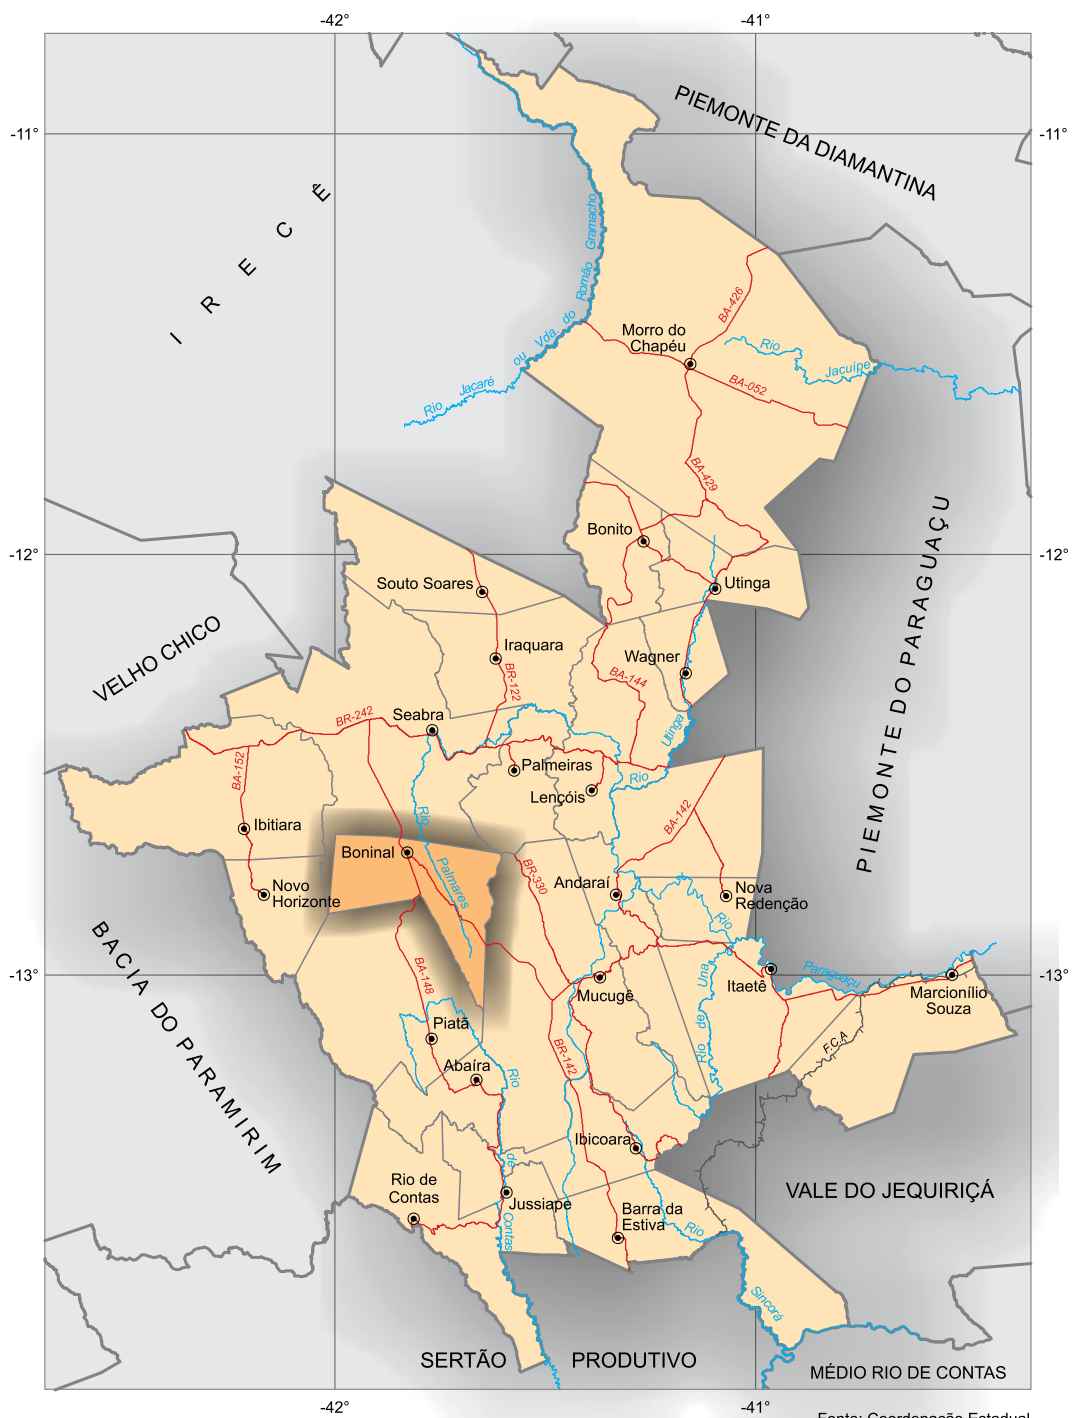 -42°
-41°
-11°
-11°
PIEMONTE DA DIAMANTINA
IRECÊ
Rio Jacaré ou Vda. do Romão Gramacho
BA-426
Morro do
Chapéu
Rio Jacuípe
BA-052
BA-429
Bonito
-12°
-12°
Souto Soares
Utinga
VELHO CHICO
PIEMONTE DO PARAGUAÇU
Iraquara
Wagner
BR-122
BA-144
BR-242
Seabra
Rio Utinga
BA-152
Palmeiras
Lençóis
Ibitiara
BA-142
Rio Palmares
Boninal
BR-330
Andaraí
Novo
Horizonte
Nova
Redenção
Rio Paraguaçu
BACIA DO PARAMIRIM
-13°
-13°
BA-148
Mucugê
Rio de Una
Itaetê
Marcionílio
Souza
Piatã
F.C.A
Abaíra
BR-142
Rio de Contas
Ibicoara
Rio de
Contas
Jussiape
Barra da
Estiva
VALE DO JEQUIRIÇÁ
Rio Sincorá
SERTÃO PRODUTIVO
MÉDIO RIO DE CONTAS
-42°
-41°
Fonte: Coordenação Estadual